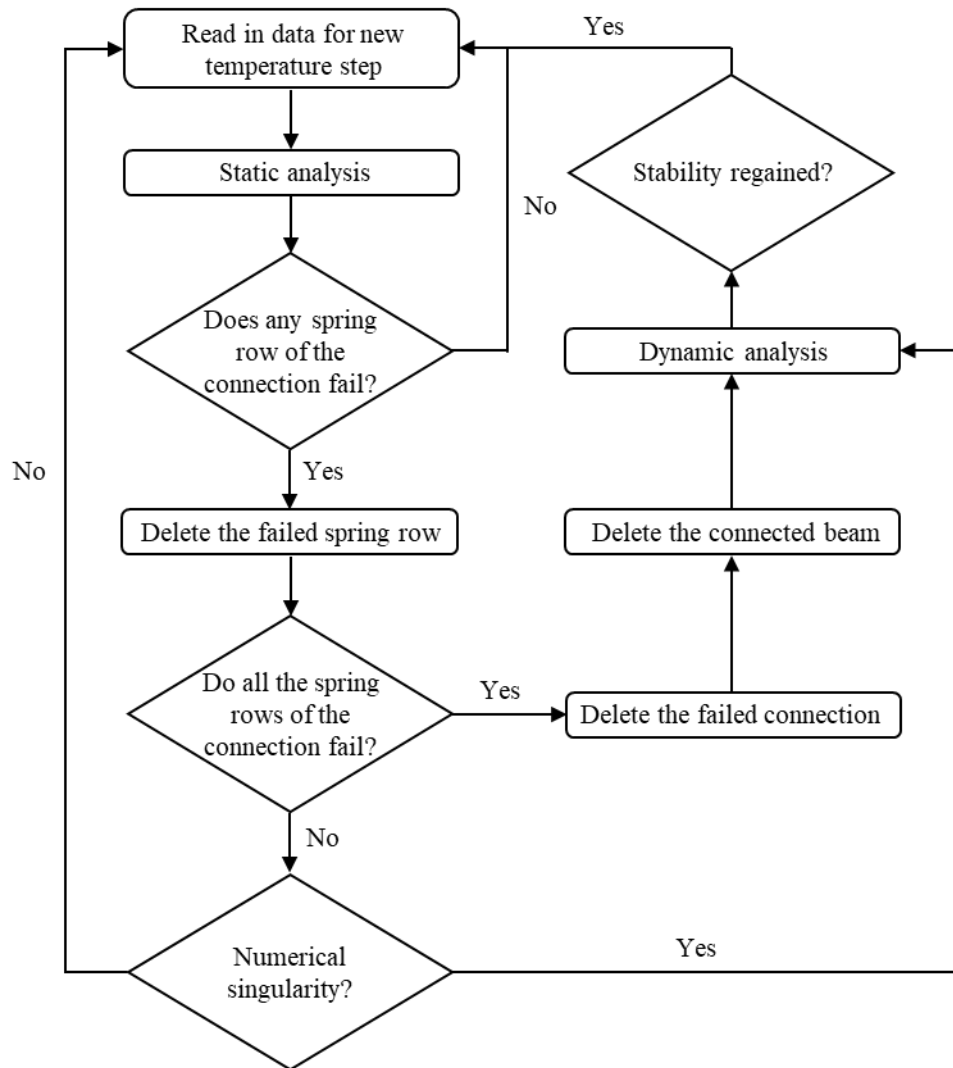 Read in data for new
temperature step
Yes
Static analysis
Stability regained?
No
Does any spring
row of the
connection fail?
Dynamic analysis
No
Yes
Delete the failed spring row
Delete the connected beam
Do all the spring
rows of the
connection fail?
Yes
Delete the failed connection
No
Numerical
singularity?
Yes